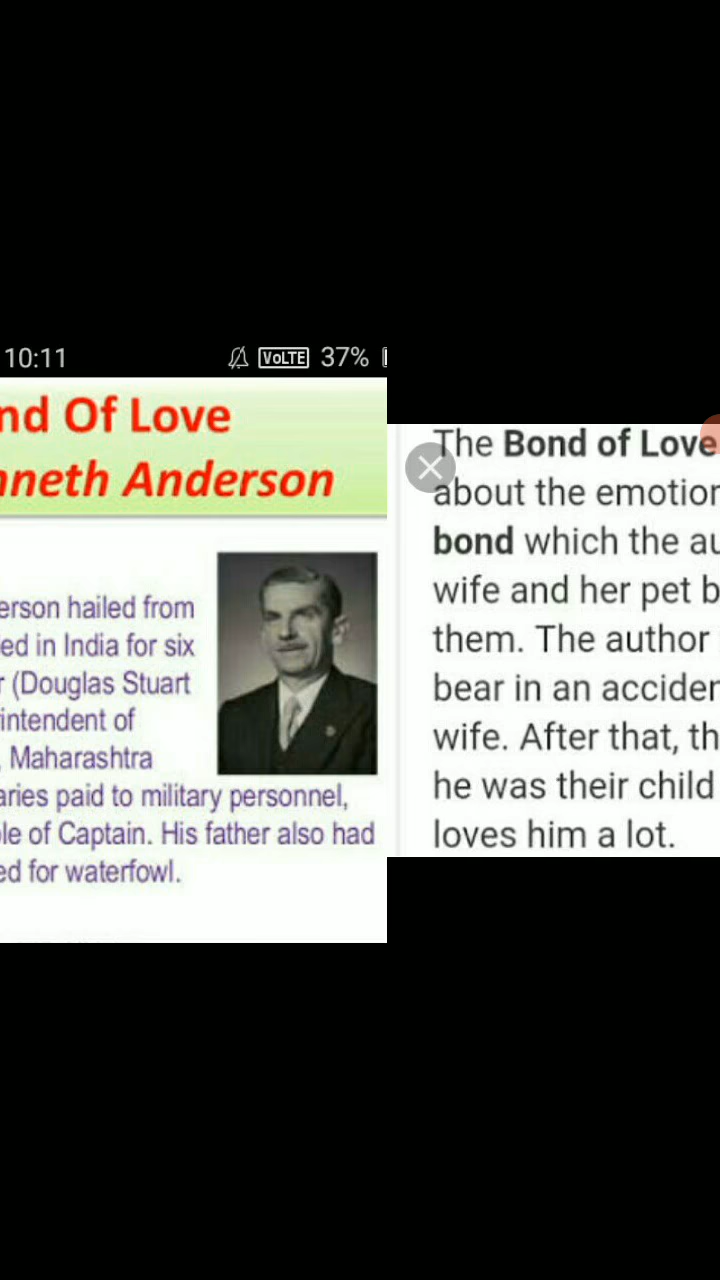 10:11 VoLTE 37%
nd Of Love
nneth Anderson
erson hailed from
ed in India for six
r (Douglas Stuart
intendent of
, Maharashtra
aries paid to military personnel,
le of Captain. His father also had
ed for waterfowl.
The Bond of Love
about the emotion
bond which the au
wife and her pet b
them. The author
bear in an acciden
wife. After that, th
he was their child
loves him a lot.